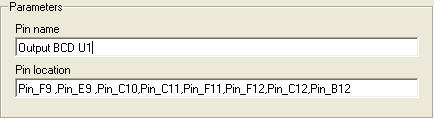 Parameters
Pin name
Output BCD U1
Pin location
Pin_F9 ,Pin_E9 ,Pin_C10,Pin_C11,Pin_F11,Pin_F12,Pin_C12,Pin_B12